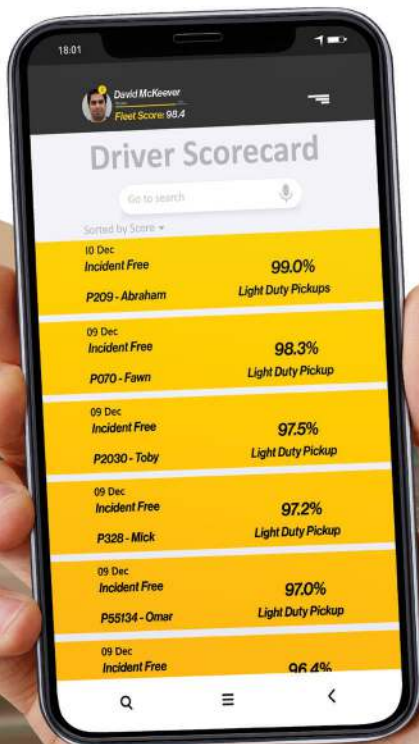 18:01
David McKeever
Fleet Score: 98.4
Driver Scorecard
Go to search
Sorted by Score
10 Dec
Incident Free
99.0%
P209 - Abraham
Light Duty Pickups
09 Dec
Incident Free
98.3%
P070 - Fawn
Light Duty Pickup
09 Dec
Incident Free
97.5%
P2030 - Toby
Light Duty Pickup
09 Dec
Incident Free
97.2%
P328 - Mick
Light Duty Pickup
09 Dec
Incident Free
97.0%
P55134 - Omar
Light Duty Pickup
09 Dec
Incident Free
96.4%